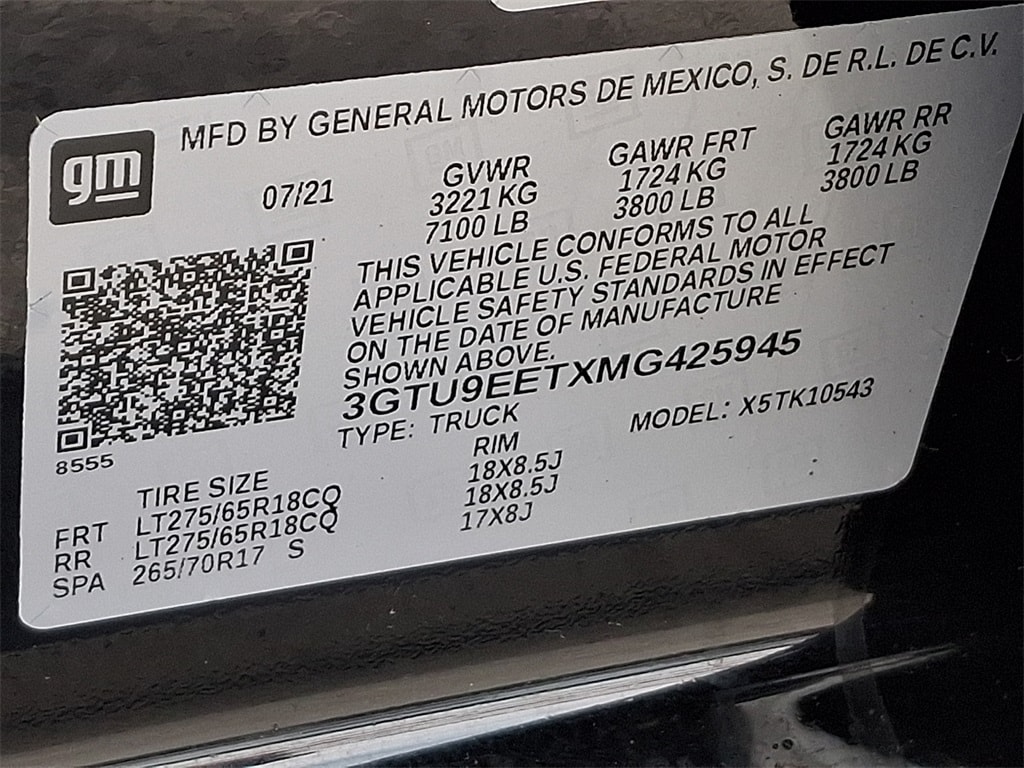 gm
MFD BY GENERAL MOTORS DE MEXICO, S. DE R.L. DE C.V.
07/21
GVWR
3221 KG
7100 LB
GAWR FRT
1724 KG
3800 LB
GAWR RR
1724 KG
3800 LB
THIS VEHICLE CONFORMS TO ALL
APPLICABLE U.S. FEDERAL MOTOR
VEHICLE SAFETY STANDARDS IN EFFECT
ON THE DATE OF MANUFACTURE
SHOWN ABOVE.
3GTU9EETXMG425945
TYPE: TRUCK
MODEL: X5TK10543
8555
TIRE SIZE
RIM
FRT LT275/65R18CQ 18X8.5J
RR LT275/65R18CQ 18X8.5J
SPA 265/70R17 S 17X8J